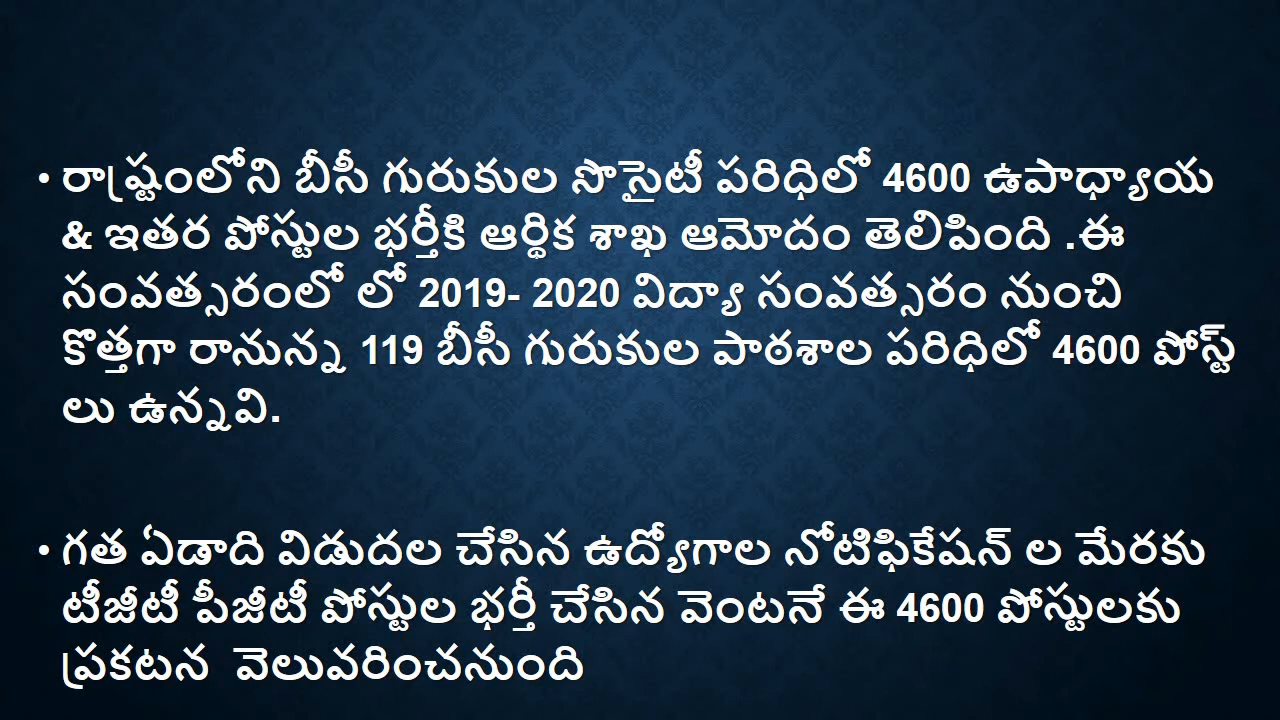 • రాష్ట్రంలోని బీసీ గురుకుల సొసైటీ పరిధిలో 4600 ఉపాధ్యాయ
& ఇతర పోస్టుల భర్తీకి ఆర్థిక శాఖ ఆమోదం తెలిపింది .ఈ
సంవత్సరంలో లో 2019- 2020 విద్యా సంవత్సరం నుంచి
కొత్తగా రానున్న 119 బీసీ గురుకుల పాఠశాల పరిధిలో 4600 పోస్ట్
లు ఉన్నవి.
• గత ఏడాది విడుదల చేసిన ఉద్యోగాల నోటిఫికేషన్ ల మేరకు
టీజీటీ పీజీటీ పోస్టుల భర్తీ చేసిన వెంటనే ఈ 4600 పోస్టులకు
ప్రకటన వెలువరించనుంది